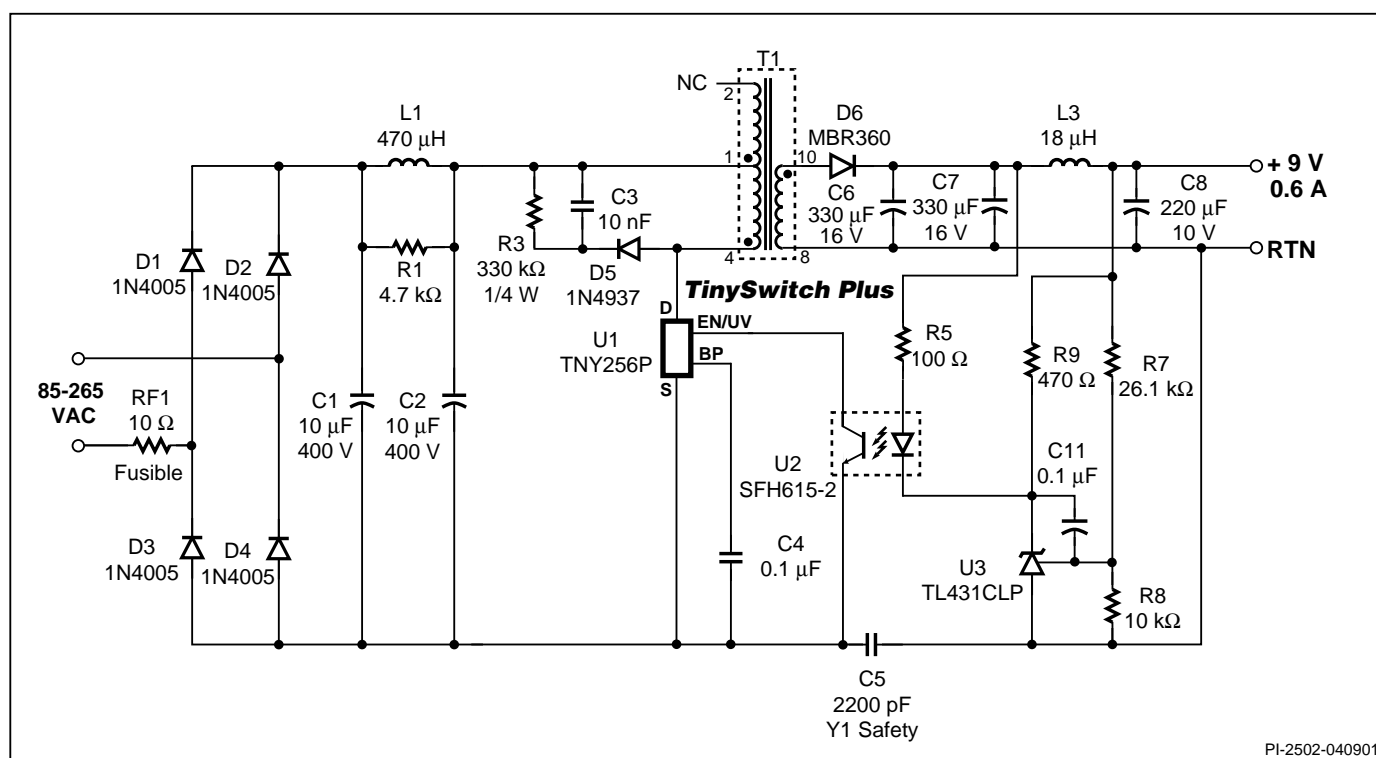 T1
NC
2
1
10
4
8
L1
470 μH
D6
MBR360
L3
18 μH
+ 9 V
0.6 A
RTN
C3
10 nF
R3
330 kΩ
1/4 W
D5
1N4937
C6
330 μF
16 V
C7
330 μF
16 V
C8
220 μF
10 V
D1
1N4005
D2
1N4005
R1
4.7 kΩ
TinySwitch Plus
D
EN/UV
BP
S
U1
TNY256P
R5
100 Ω
R9
470 Ω
R7
26.1 kΩ
85-265
VAC
RF1
10 Ω
Fusible
C1
10 μF
400 V
C2
10 μF
400 V
U2
SFH615-2
C11
0.1 μF
D3
1N4005
D4
1N4005
C4
0.1 μF
U3
TL431CLP
R8
10 kΩ
C5
2200 pF
Y1 Safety
PI-2502-040901